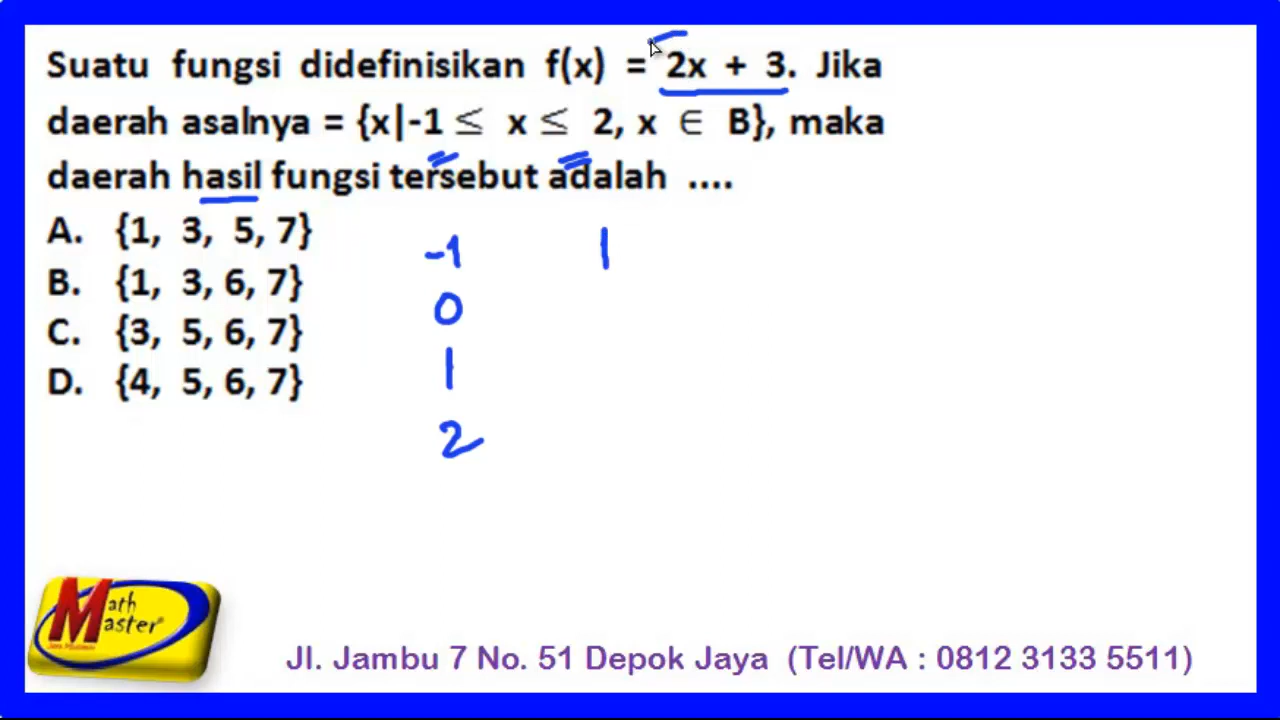 Suatu fungsi didefinisikan f(x) = 2x + 3. Jika
daerah asalnya = {x|-1 ≤ x ≤ 2, x ∈ B}, maka
daerah hasil fungsi tersebut adalah ....
A. {1, 3, 5, 7}
B. {1, 3, 6, 7}
C. {3, 5, 6, 7}
D. {4, 5, 6, 7}
-1 1
0
1
2
Math
Master
Jl. Jambu 7 No. 51 Depok Jaya (Tel/WA : 0812 3133 5511)